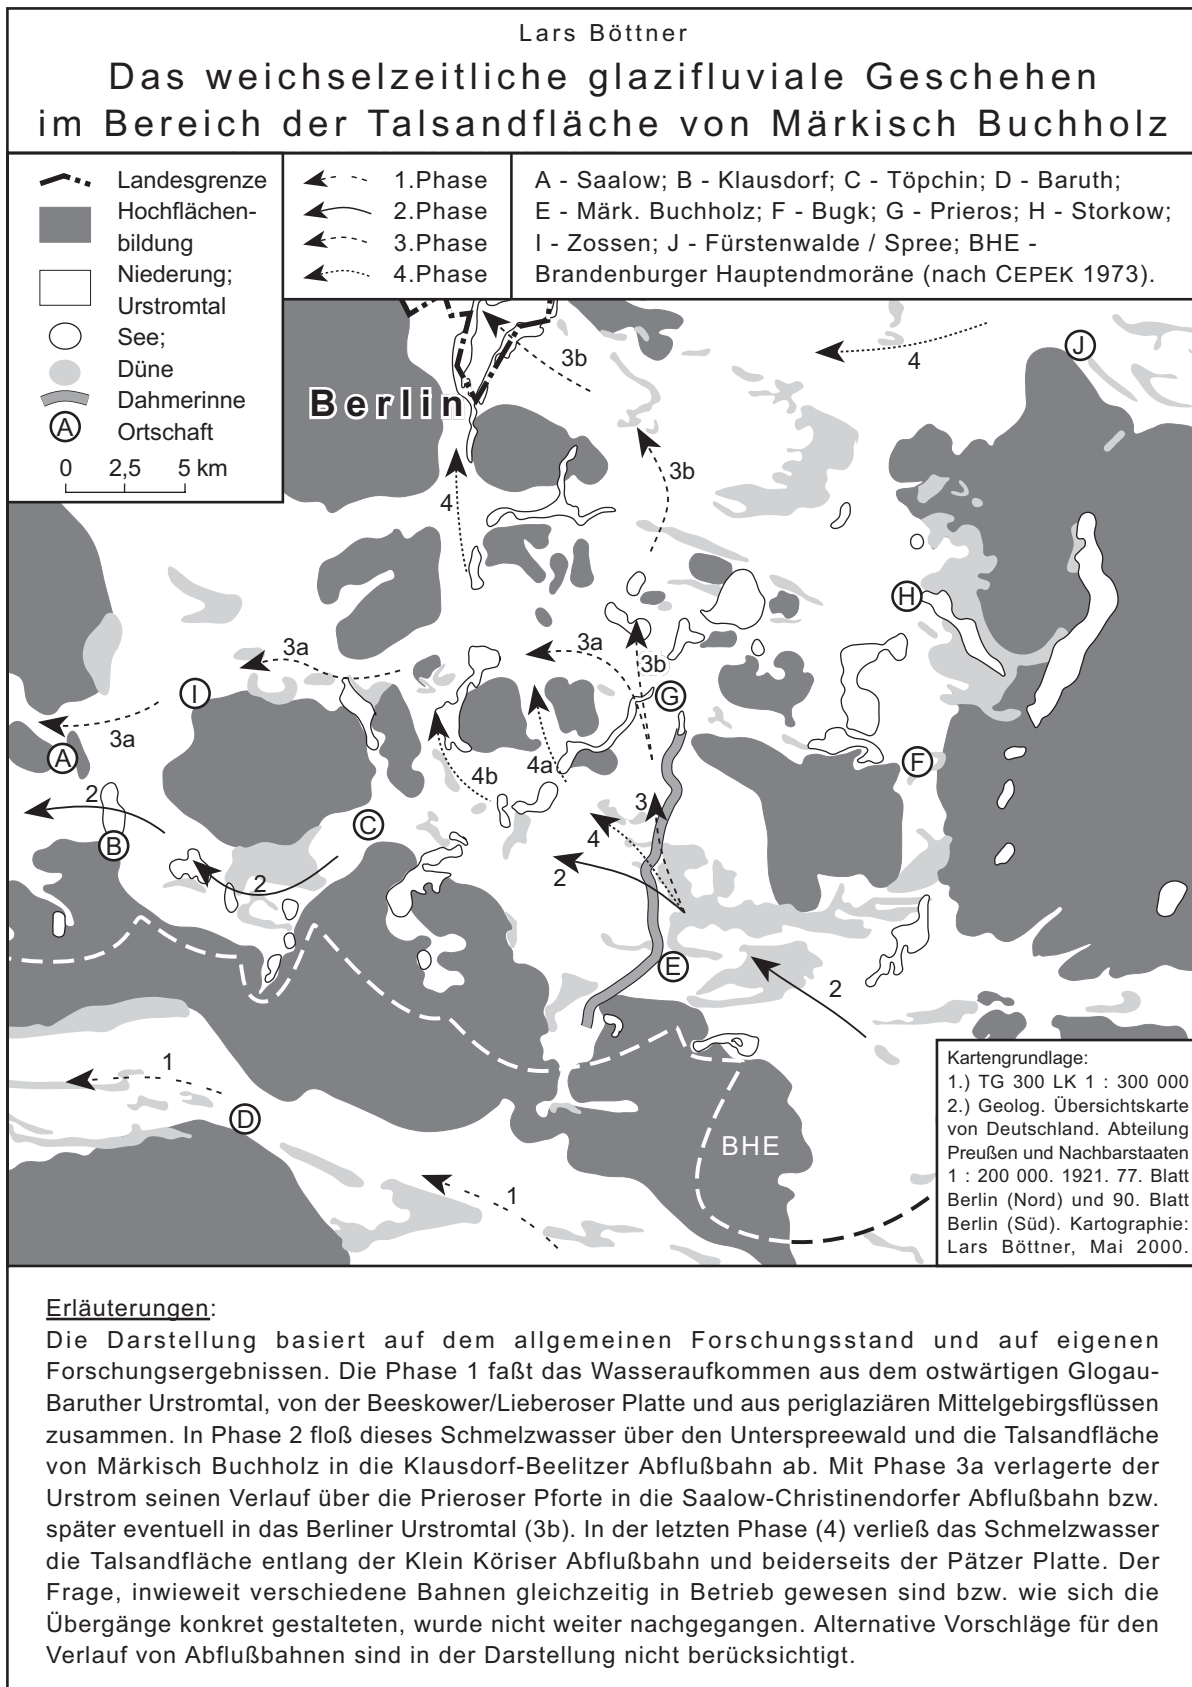 Lars Böttner
Das weichselzeitliche glazifluviale Geschehen
im Bereich der Talsandfläche von Märkisch Buchholz
Landesgrenze
Hochflächen-
bildung
Niederung;
Urstromtal
See;
Düne
Dahmerinne
A Ortschaft
0 2,5 5 km
1.Phase
2.Phase
3.Phase
4.Phase
A - Saalow; B - Klausdorf; C - Töpchin; D - Baruth;
E - Märk. Buchholz; F - Bugk; G - Prieros; H - Storkow;
I - Zossen; J - Fürstenwalde / Spree; BHE -
Brandenburger Hauptendmoräne (nach CEPEK 1973).
3b
4
J
Berlin
3b
4
H
3a
3a
3b
I
G
3a
A
4b
4a
F
2
3
C
4
B
2
2
E
2
1
D
BHE
1
Kartengrundlage:
1.) TG 300 LK 1 : 300 000
2.) Geolog. Übersichtskarte
von Deutschland. Abteilung
Preußen und Nachbarstaaten
1 : 200 000. 1921. 77. Blatt
Berlin (Nord) und 90. Blatt
Berlin (Süd). Kartographie:
Lars Böttner, Mai 2000.
Erläuterungen:
Die Darstellung basiert auf dem allgemeinen Forschungsstand und auf eigenen
Forschungsergebnissen. Die Phase 1 faßt das Wasseraufkommen aus dem ostwärtigen Glogau-
Baruther Urstromtal, von der Beeskower/Lieberoser Platte und aus periglaziären Mittelgebirgsflüssen
zusammen. In Phase 2 floß dieses Schmelzwasser über den Unterspreewald und die Talsandfläche
von Märkisch Buchholz in die Klausdorf-Beelitzer Abflußbahn ab. Mit Phase 3a verlagerte der
Urstrom seinen Verlauf über die Prieroser Pforte in die Saalow-Christinendorfer Abflußbahn bzw.
später eventuell in das Berliner Urstromtal (3b). In der letzten Phase (4) verließ das Schmelzwasser
die Talsandfläche entlang der Klein Köriser Abflußbahn und beiderseits der Pätzer Platte. Der
Frage, inwieweit verschiedene Bahnen gleichzeitig in Betrieb gewesen sind bzw. wie sich die
Übergänge konkret gestalteten, wurde nicht weiter nachgegangen. Alternative Vorschläge für den
Verlauf von Abflußbahnen sind in der Darstellung nicht berücksichtigt.